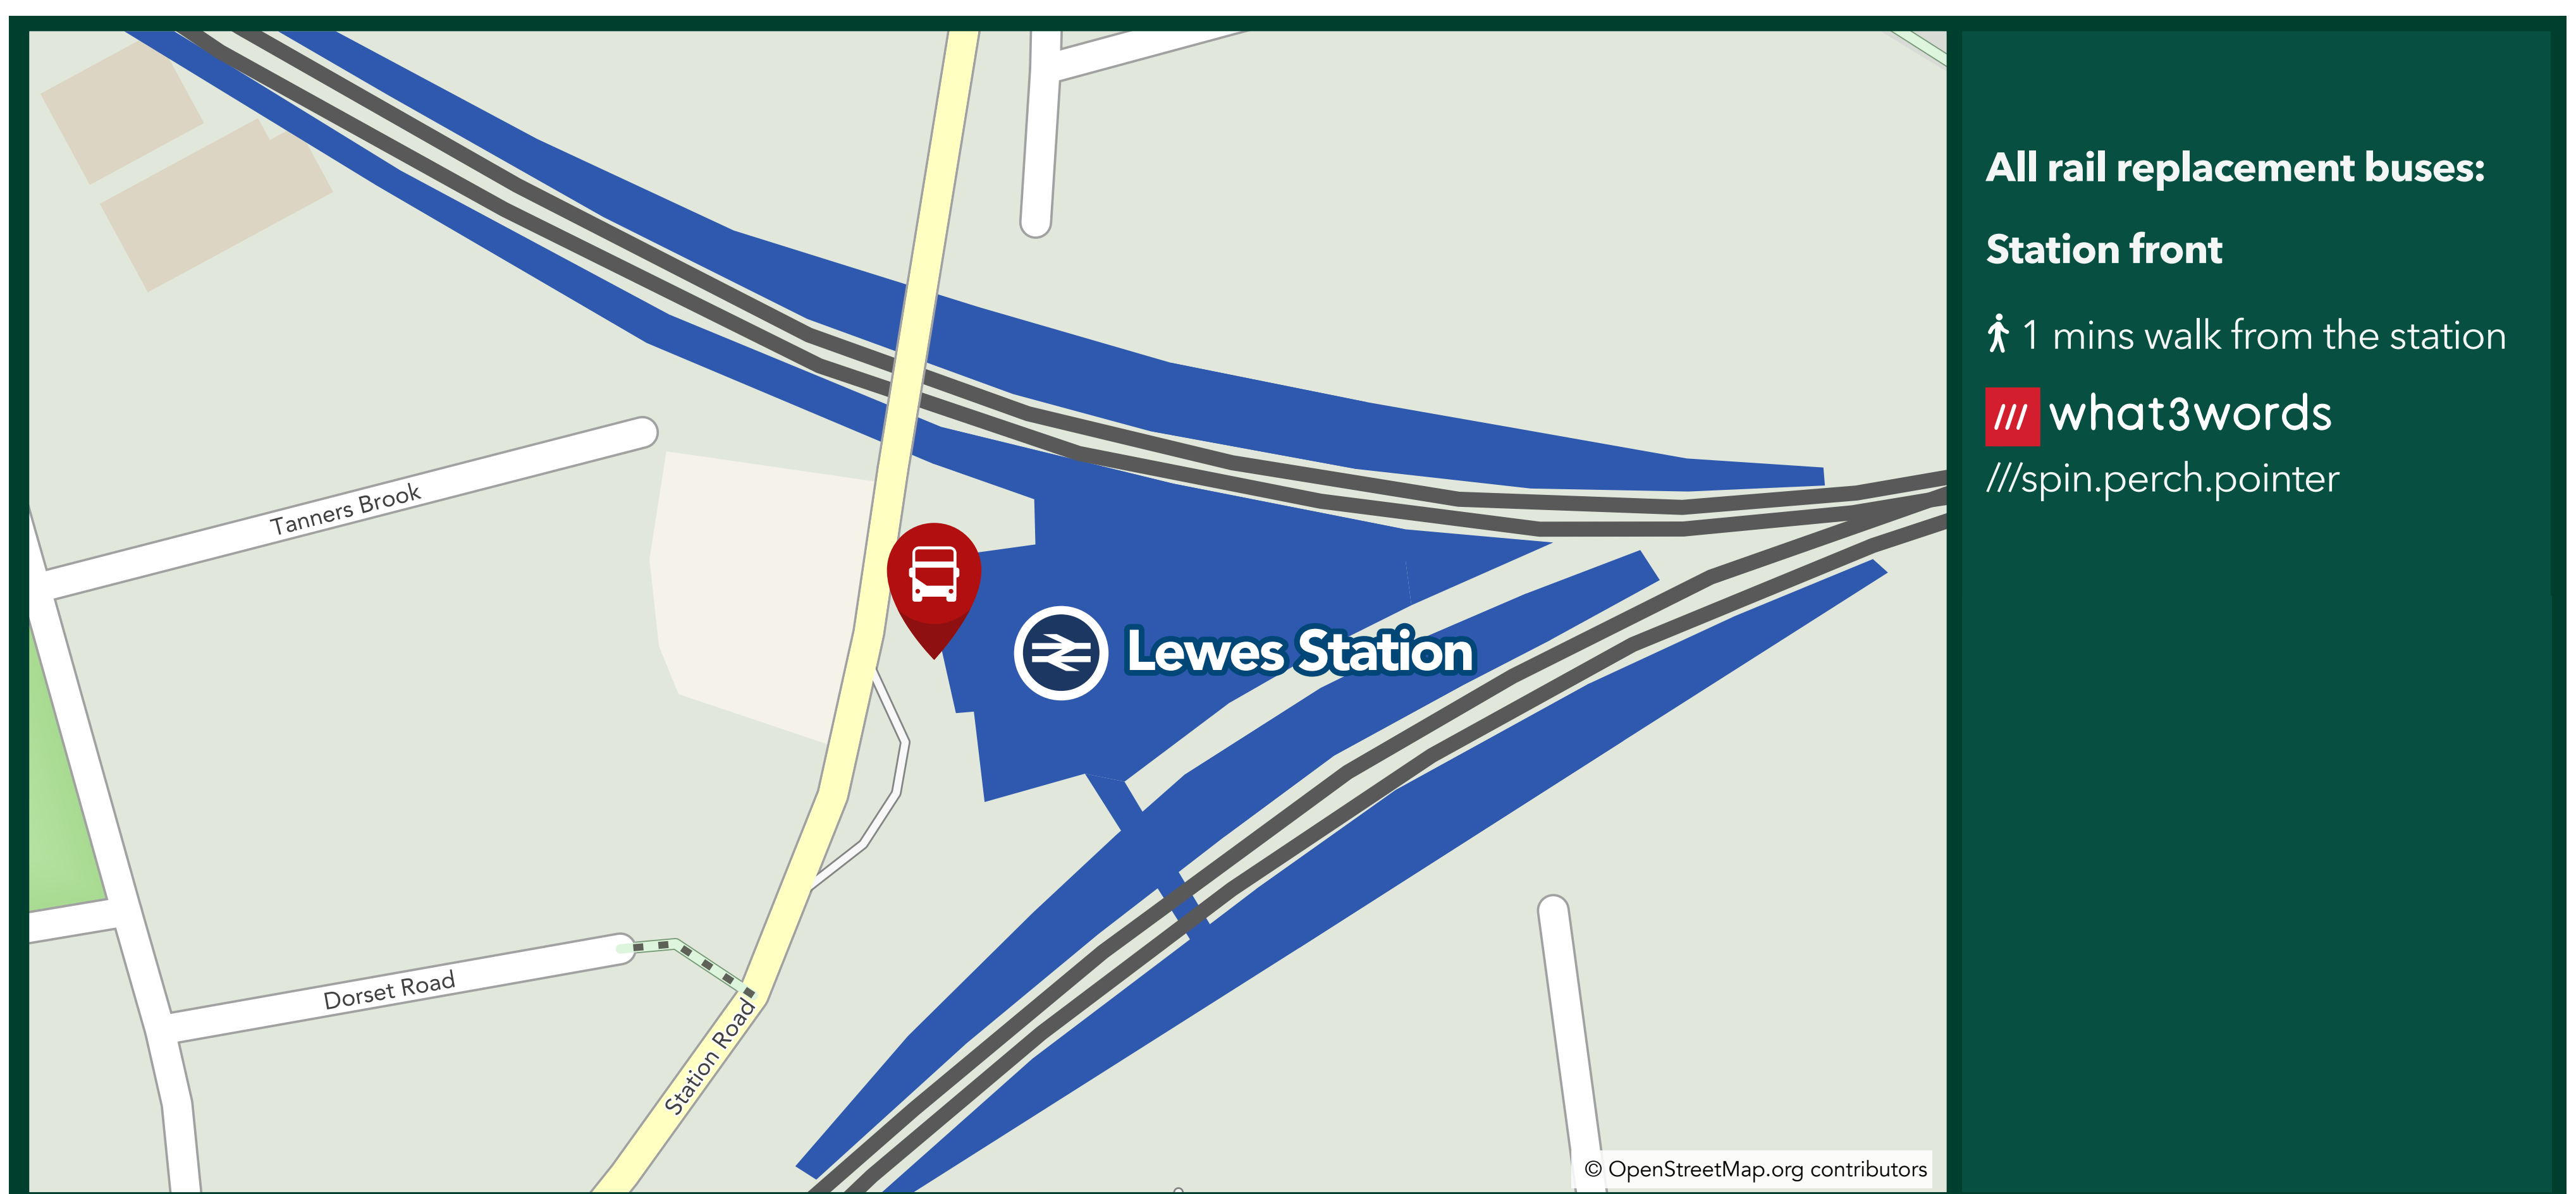 All rail replacement buses:
Station front
1 mins walk from the station
what3words
///spin.perch.pointer
Tanners Brook
Lewes Station
Dorset Road
Station Road
© OpenStreetMap.org contributors